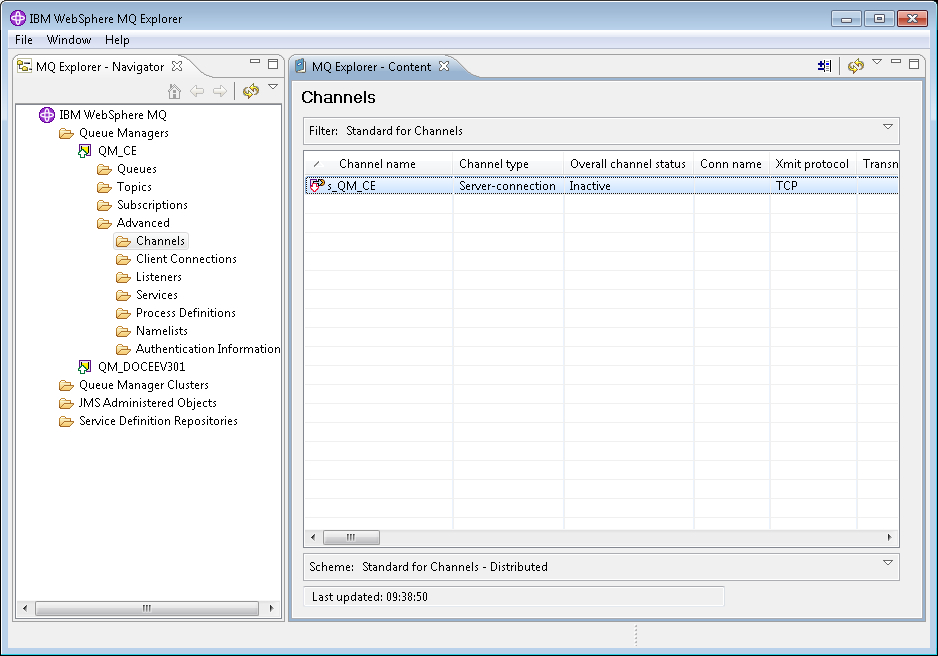 IBM WebSphere MQ Explorer
File Window Help
MQ Explorer - Navigator
IBM WebSphere MQ
Queue Managers
QM_CE
Queues
Topics
Subscriptions
Advanced
Channels
Client Connections
Listeners
Services
Process Definitions
Namelists
Authentication Information
QM_DOCEEV301
Queue Manager Clusters
JMS Administered Objects
Service Definition Repositories
MQ Explorer - Content
Channels
Filter: Standard for Channels
Channel name Channel type Overall channel status Conn name Xmit protocol Transn
s_QM_CE Server-connection Inactive TCP
Scheme: Standard for Channels - Distributed
Last updated: 09:38:50